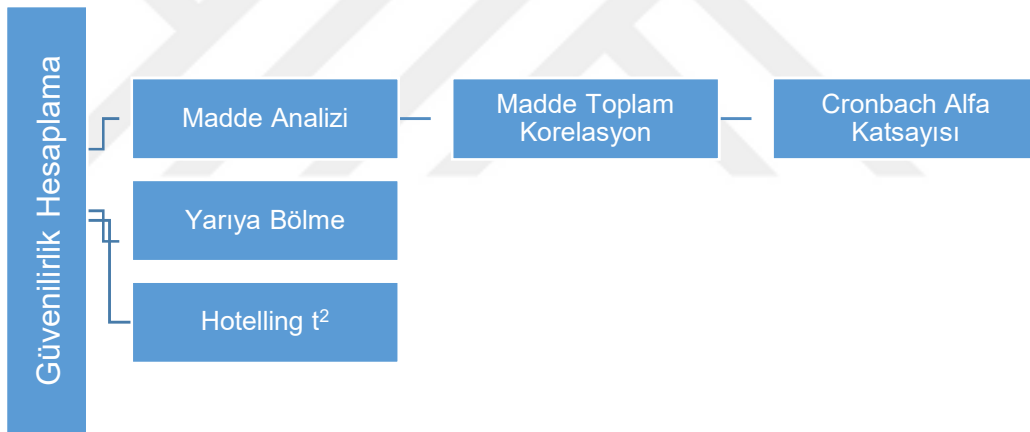 Güvenilirlik Hesaplama
Madde Analizi
Madde Toplam
Korelasyon
Cronbach Alfa
Katsayısı
Yarıya Bölme
Hotelling t²